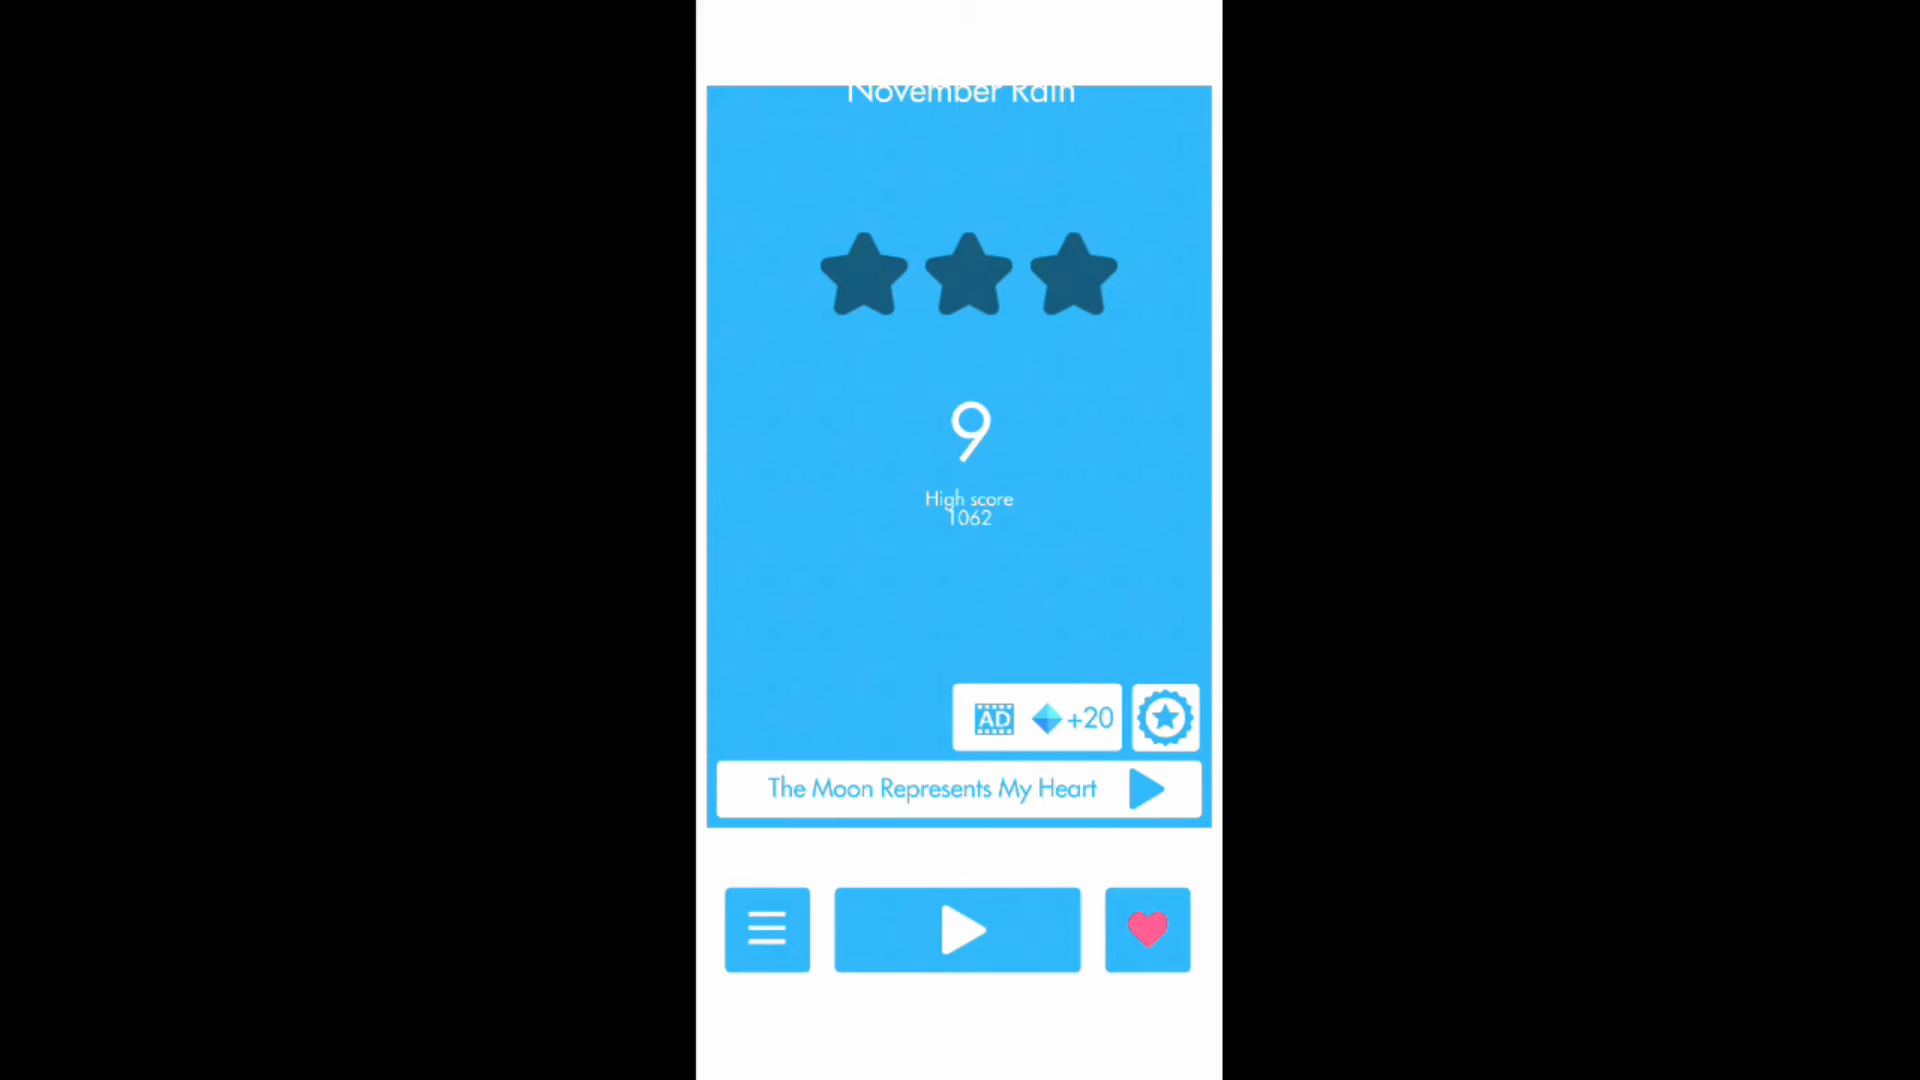 November Rain
9
High score
1062
AD +20
The Moon Represents My Heart